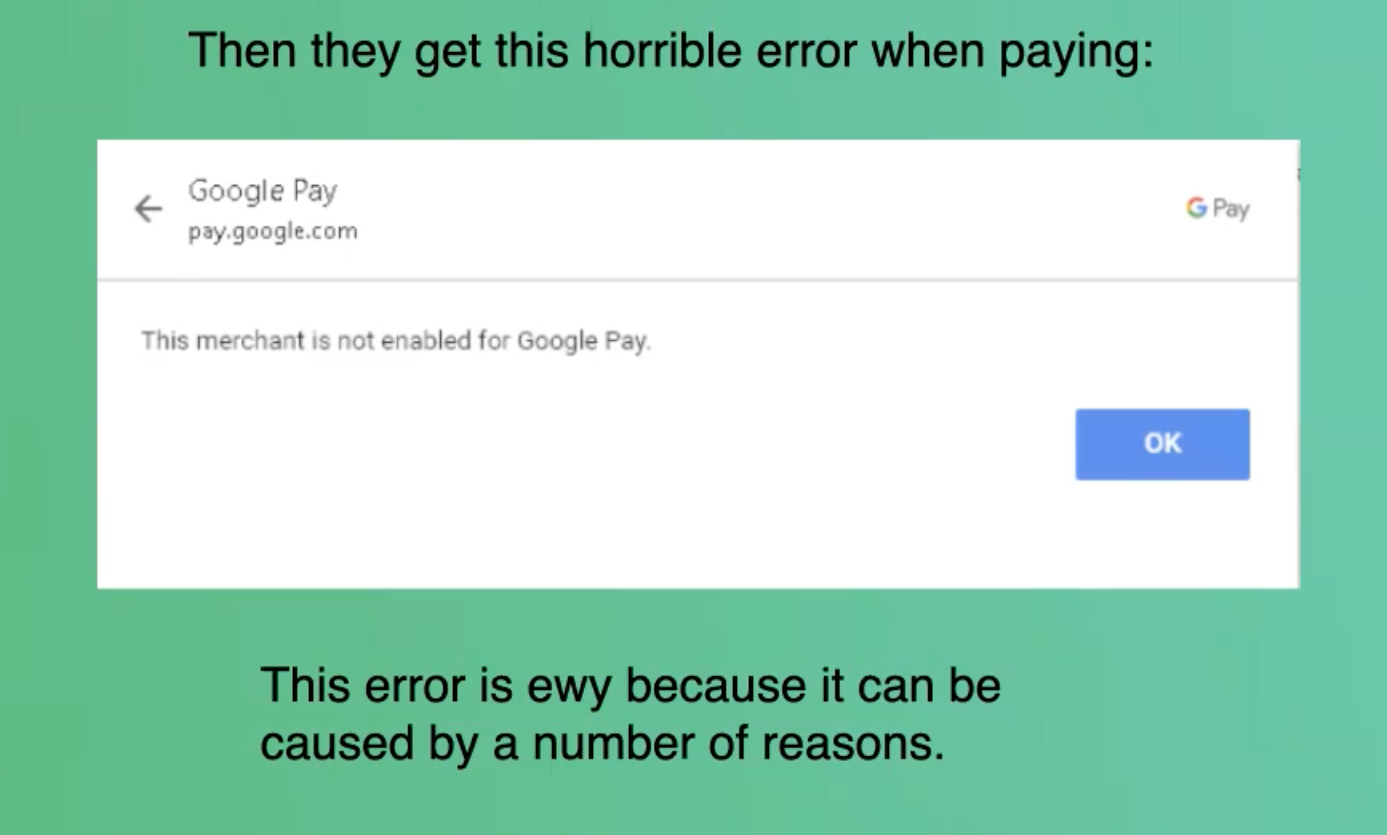 Then they get this horrible error when paying:
Google Pay
pay.google.com
G Pay
This merchant is not enabled for Google Pay.
OK
This error is ewy because it can be
caused by a number of reasons.